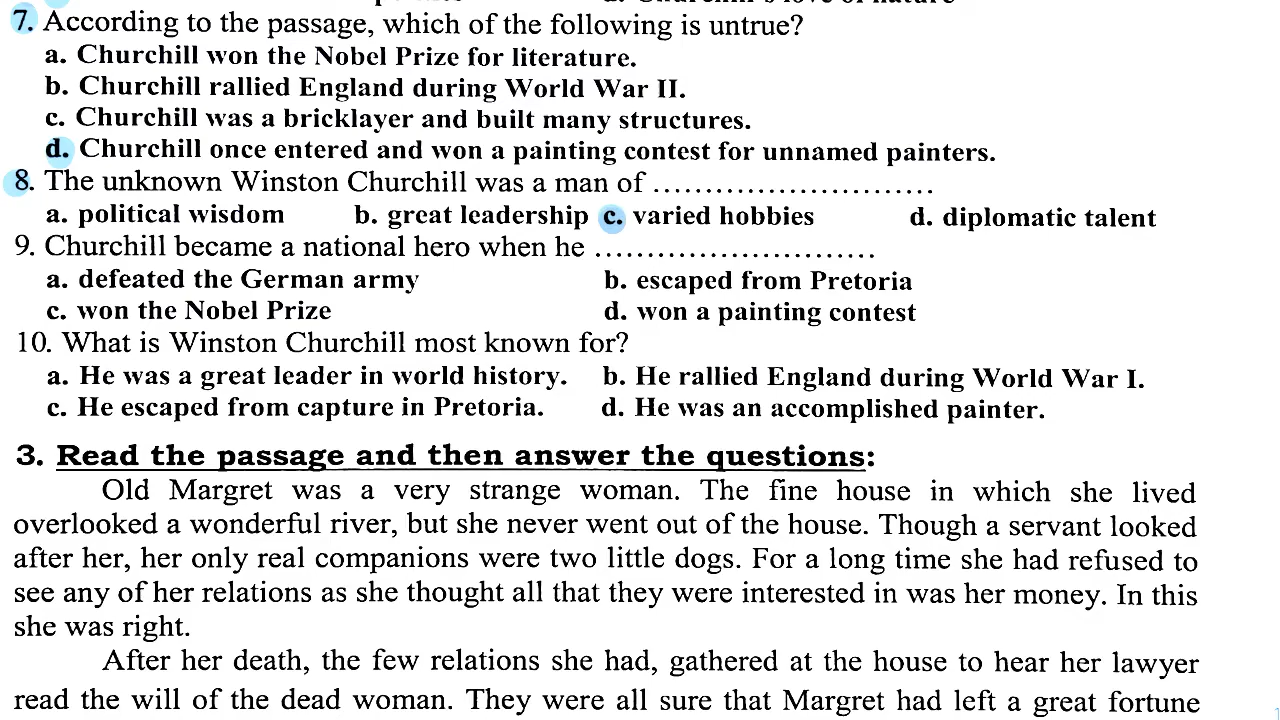 7. According to the passage, which of the following is untrue?
a. Churchill won the Nobel Prize for literature.
b. Churchill rallied England during World War II.
c. Churchill was a bricklayer and built many structures.
d. Churchill once entered and won a painting contest for unnamed painters.
8. The unknown Winston Churchill was a man of ...........................
a. political wisdom b. great leadership c. varied hobbies d. diplomatic talent
9. Churchill became a national hero when he ...........................
a. defeated the German army b. escaped from Pretoria
c. won the Nobel Prize d. won a painting contest
10. What is Winston Churchill most known for?
a. He was a great leader in world history. b. He rallied England during World War I.
c. He escaped from capture in Pretoria. d. He was an accomplished painter.
3. Read the passage and then answer the questions:
Old Margret was a very strange woman. The fine house in which she lived
overlooked a wonderful river, but she never went out of the house. Though a servant looked
after her, her only real companions were two little dogs. For a long time she had refused to
see any of her relations as she thought all that they were interested in was her money. In this
she was right.
After her death, the few relations she had, gathered at the house to hear her lawyer
read the will of the dead woman. They were all sure that Margret had left a great fortune